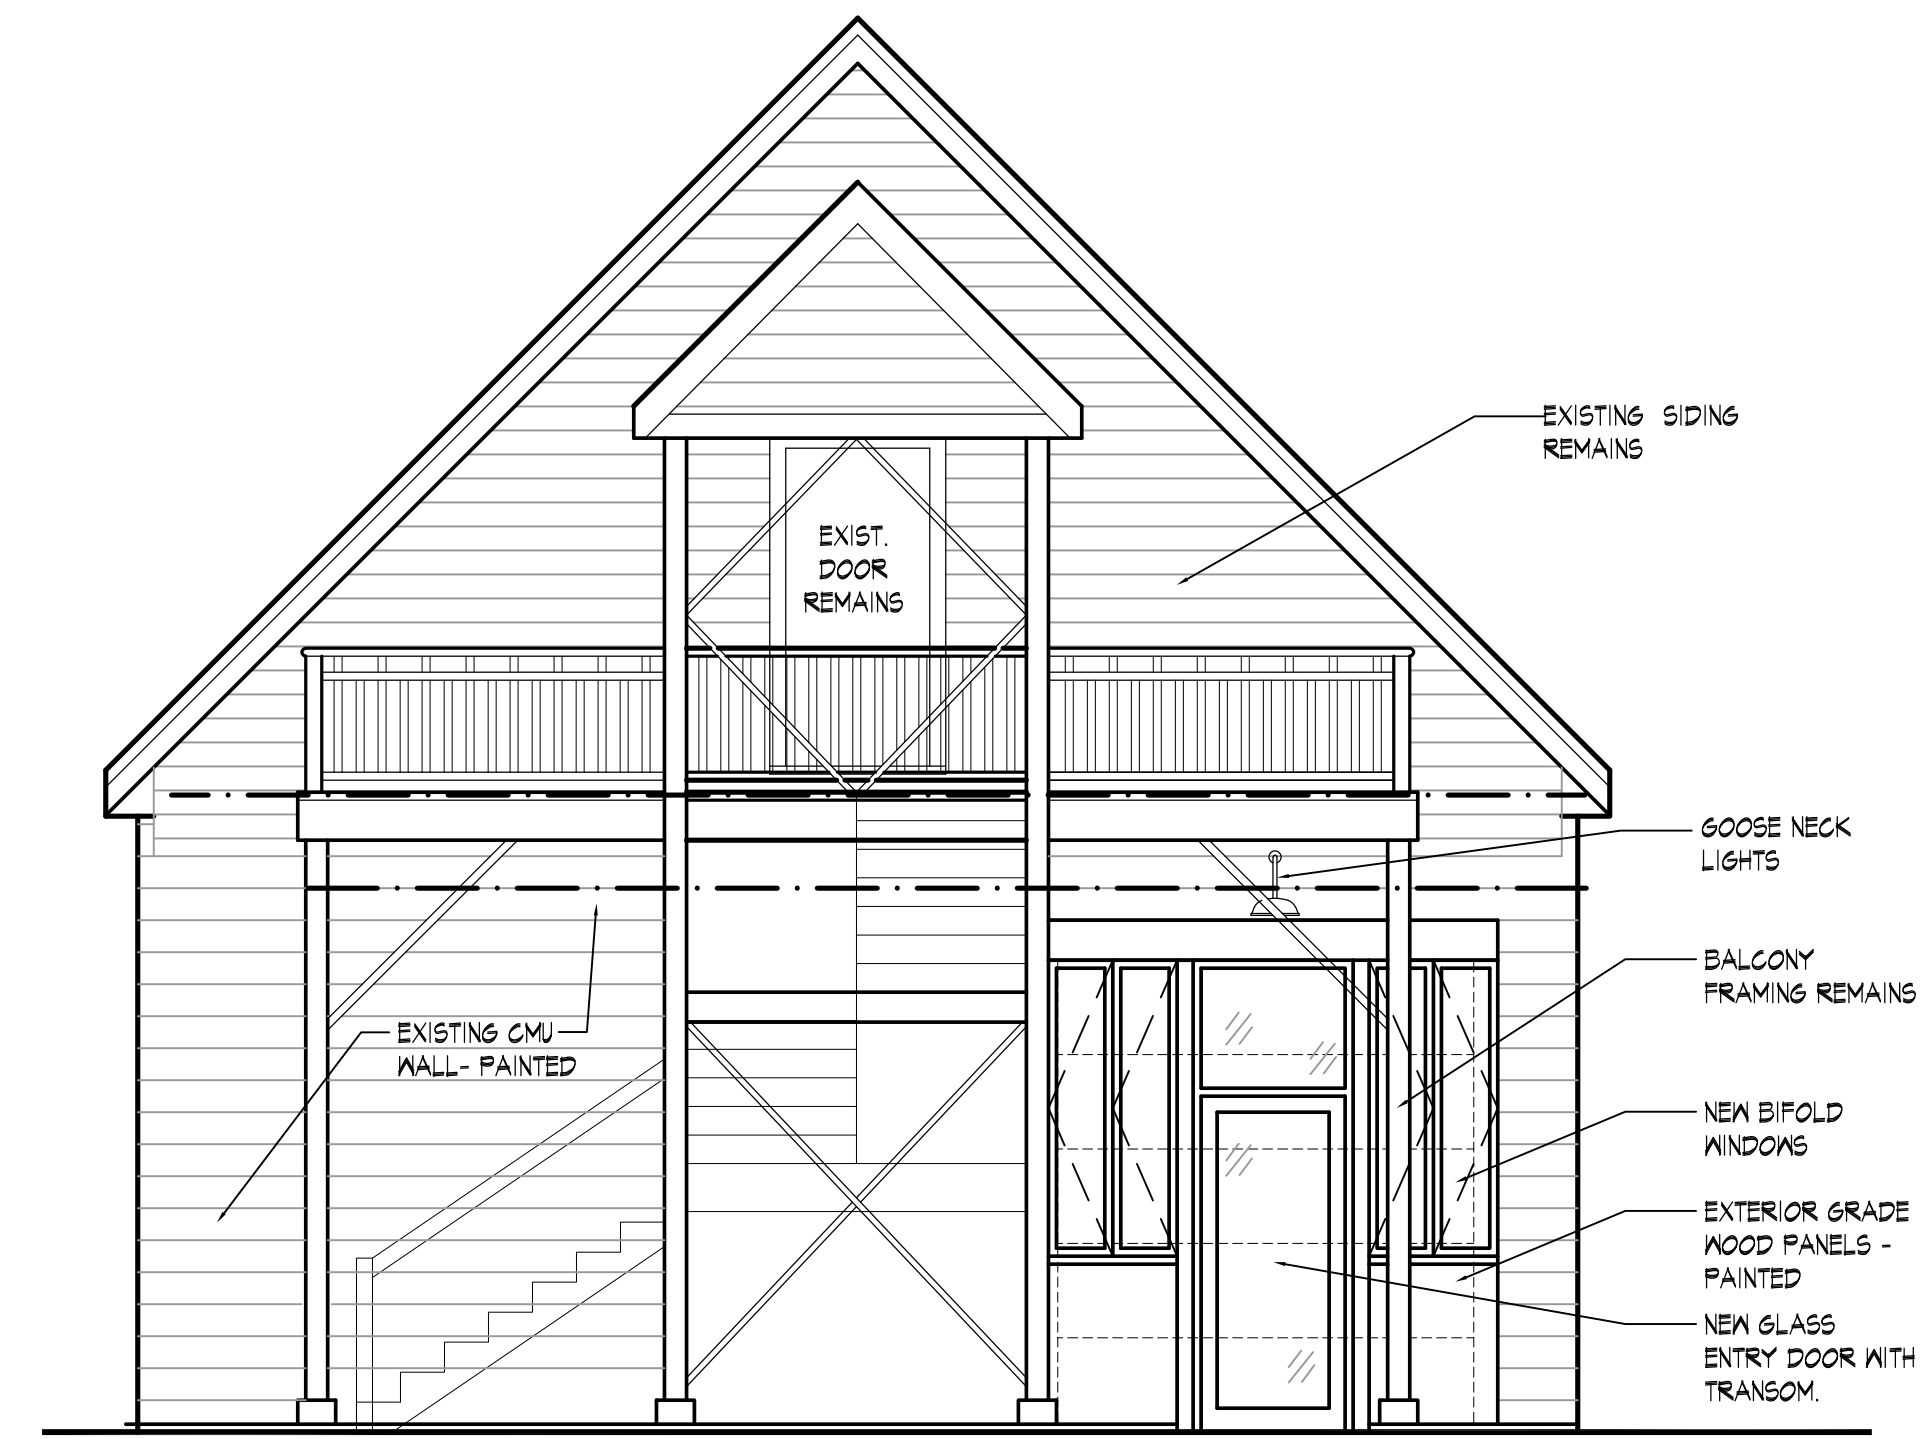 EXISTING SIDING
REMAINS
EXIST.
DOOR
REMAINS
GOOSE NECK
LIGHTS
BALCONY
FRAMING REMAINS
EXISTING CMU
WALL- PAINTED
NEW BIFOLD
WINDOWS
EXTERIOR GRADE
WOOD PANELS -
PAINTED
NEW GLASS
ENTRY DOOR WITH
TRANSOM.